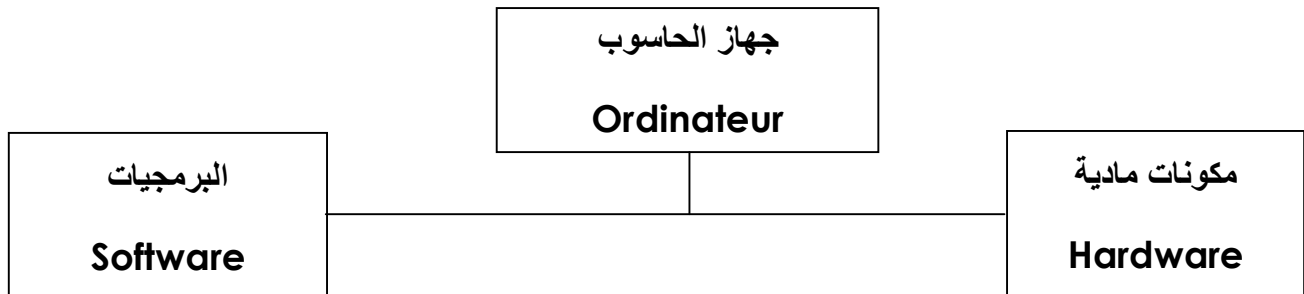 جهاز الحاسوب
Ordinateur
مكونات مادية
Hardware
البرمجيات
Software